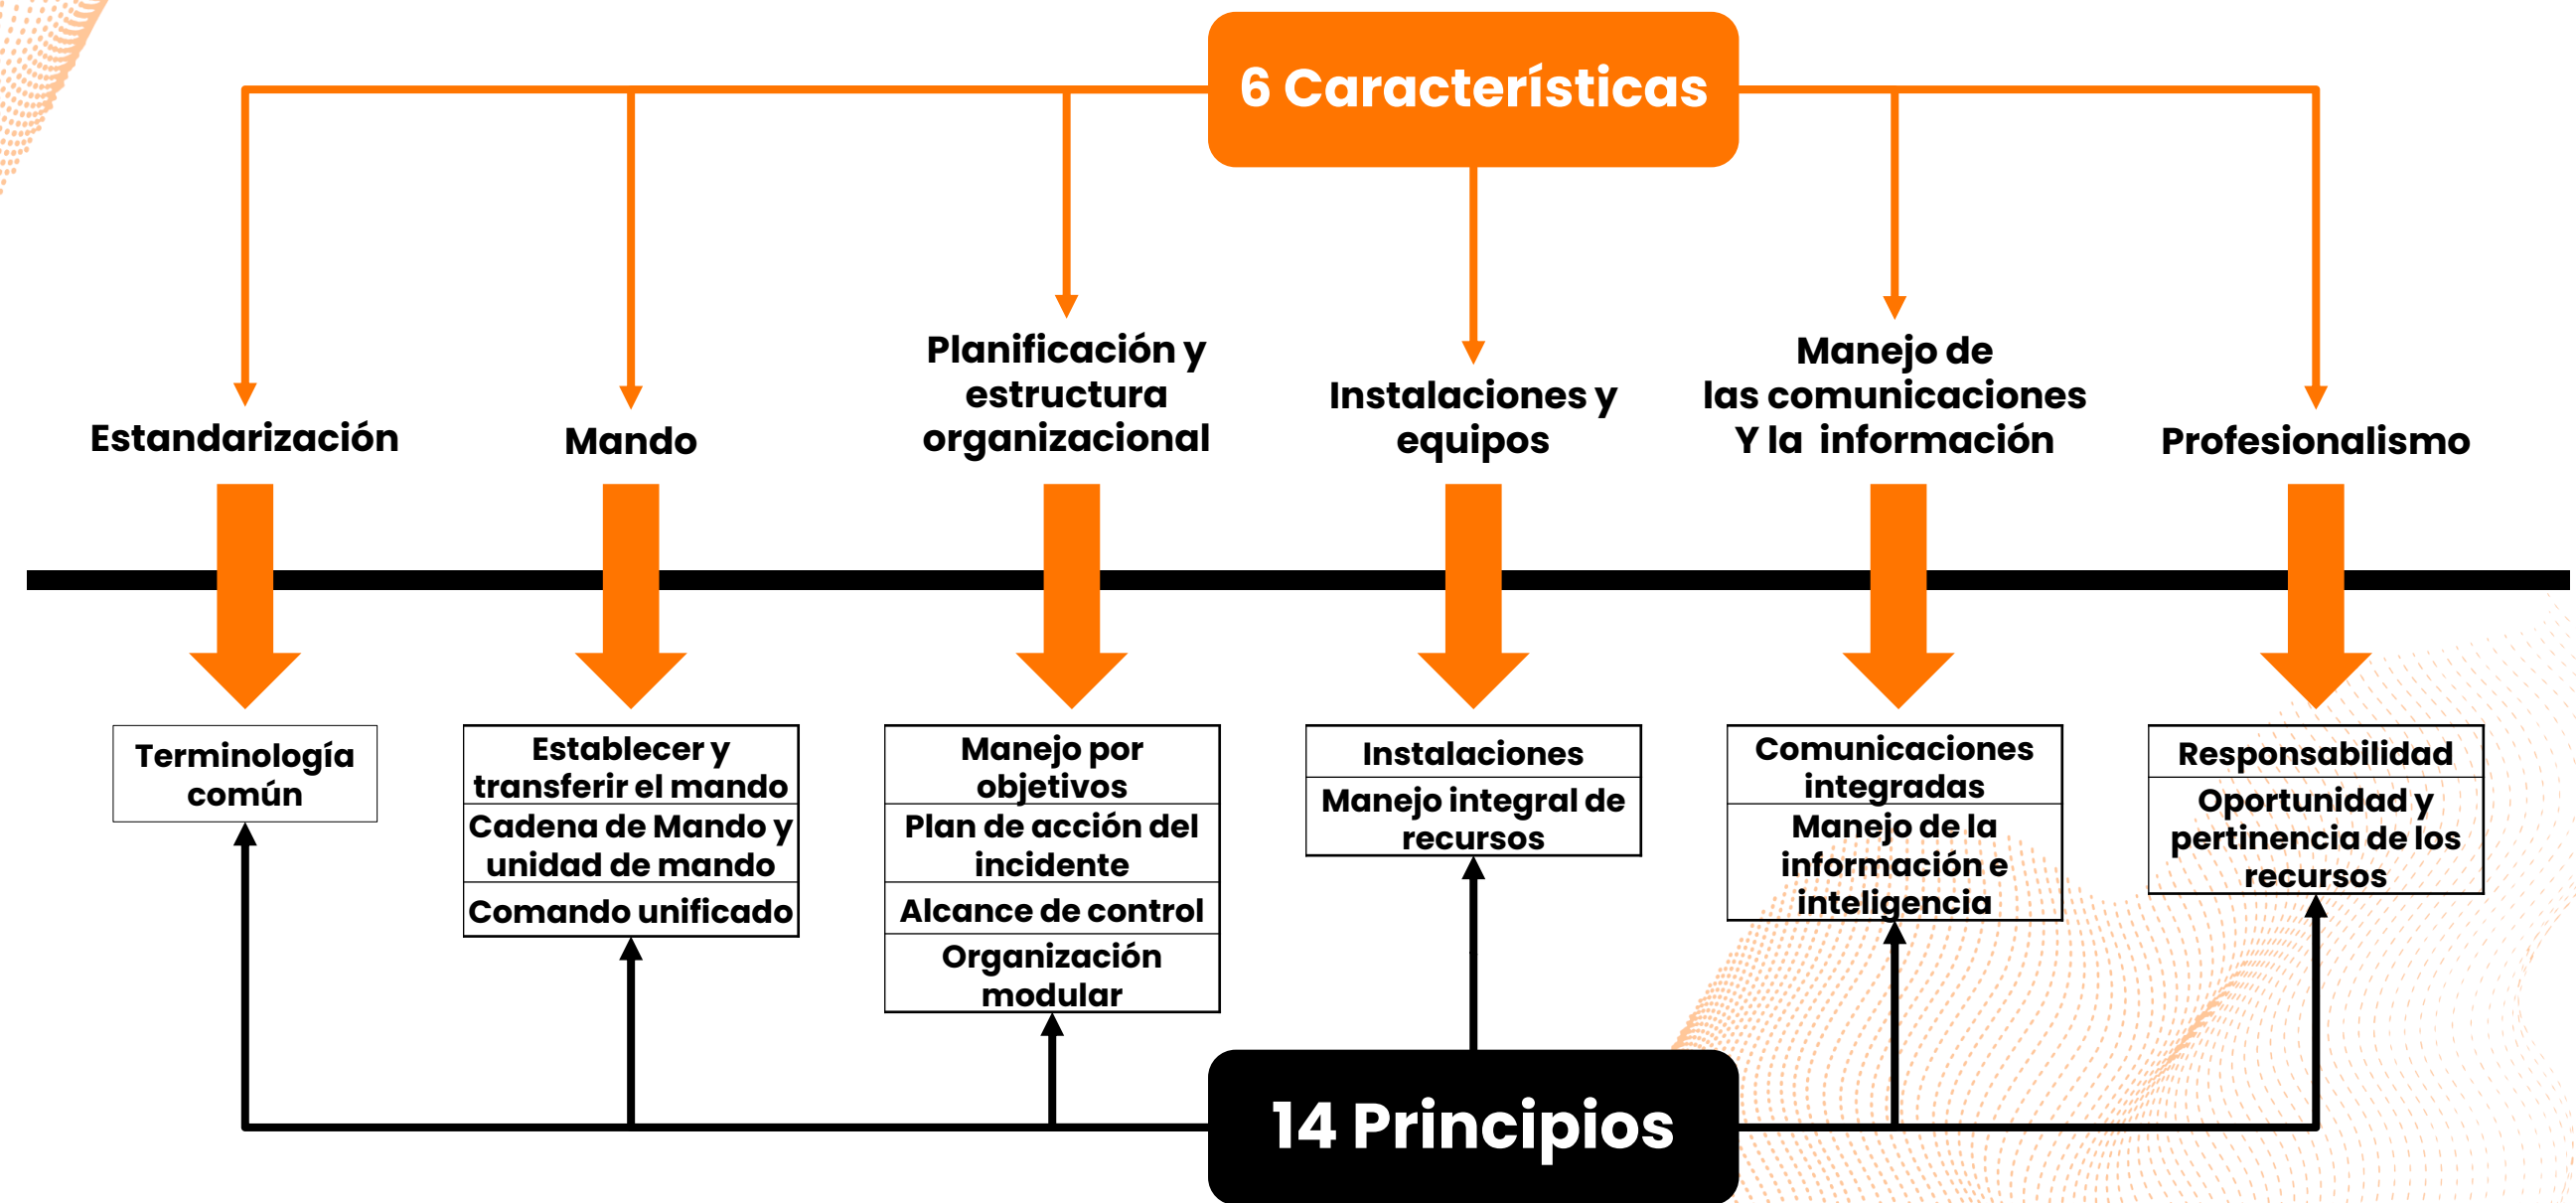 6 Características
Estandarización
Mando
Planificación y
estructura
organizacional
Instalaciones y
equipos
Manejo de
las comunicaciones
Y la  información
Profesionalismo
Terminología
común
Establecer y
transferir el mando
Cadena de Mando y
unidad de mando
Comando unificado
Manejo por
objetivos
Plan de acción del
incidente
Alcance de control
Organización
modular
Instalaciones
Manejo integral de
recursos
Comunicaciones
integradas
Manejo de la
información e
inteligencia
Responsabilidad
Oportunidad y
pertinencia de los
recursos
14 Principios